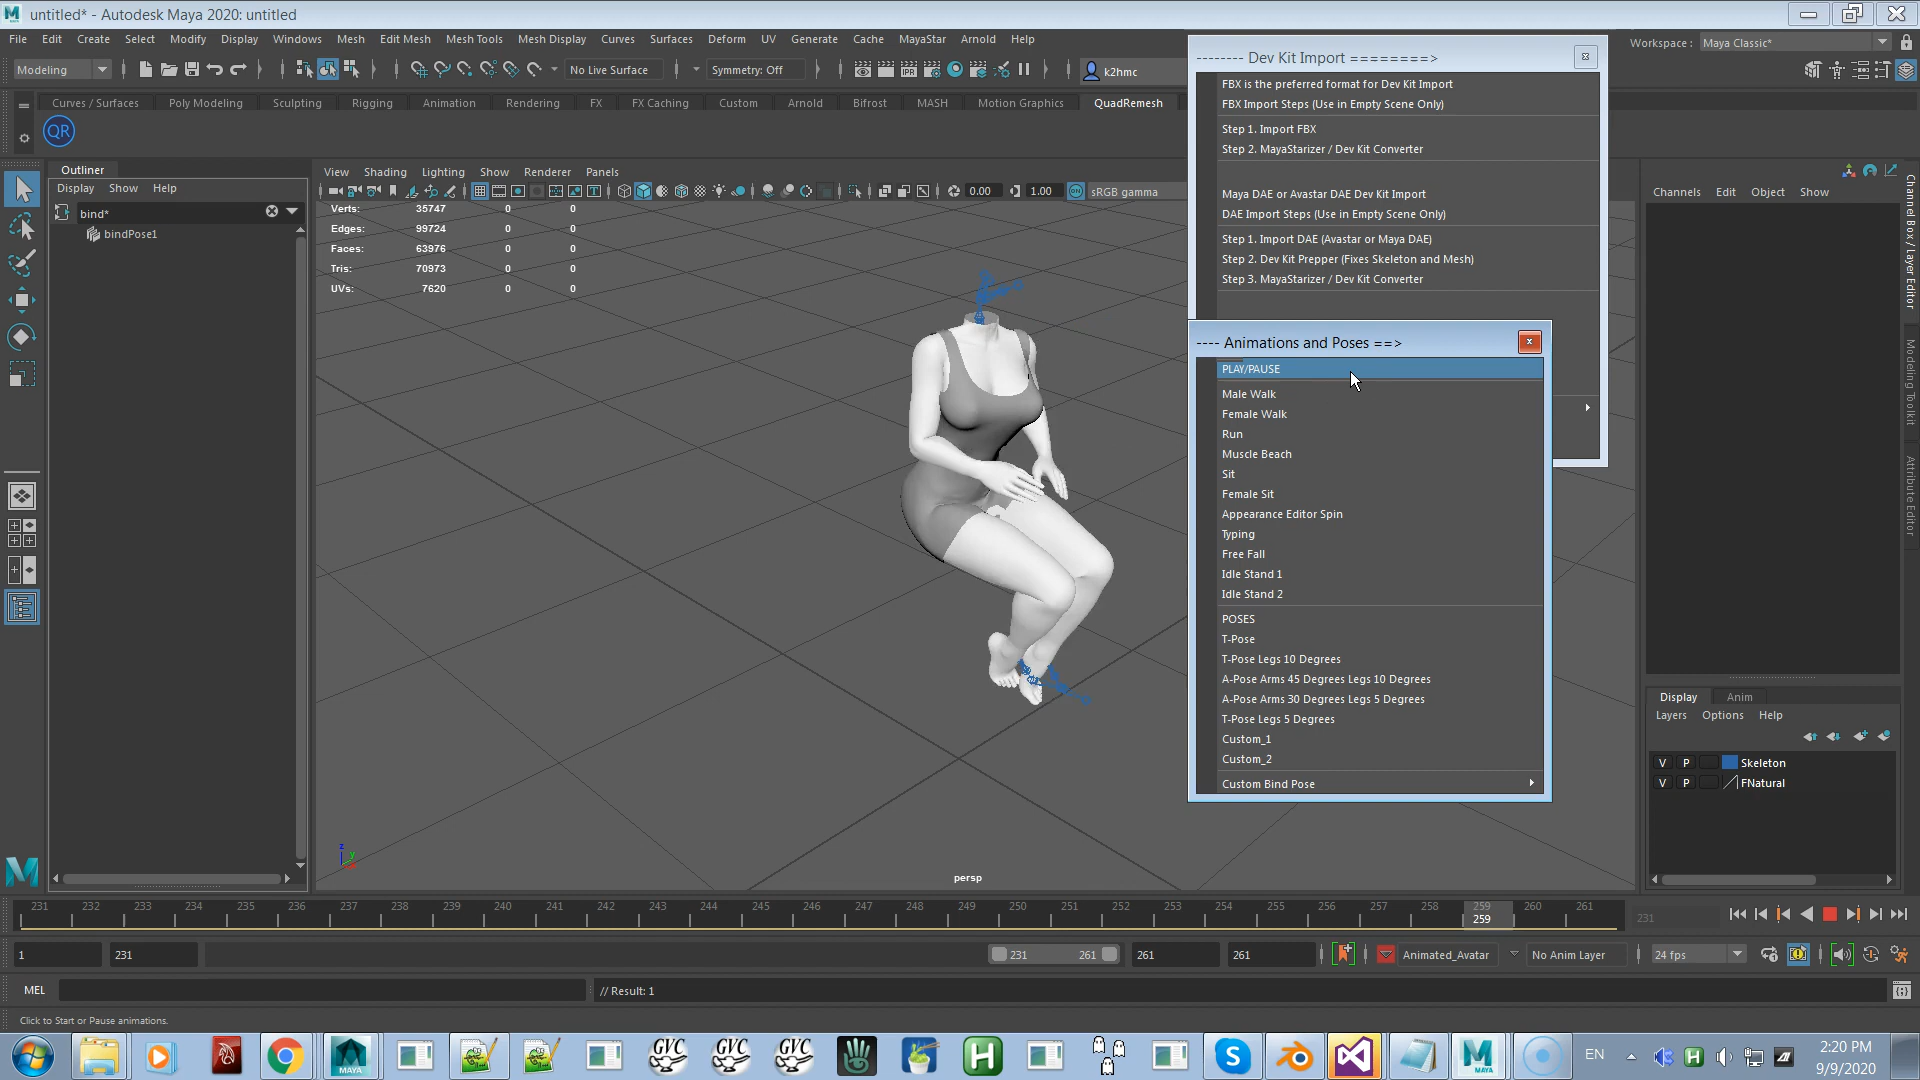 untitled* - Autodesk Maya 2020: untitled
File Edit Create Select Modify Display Windows Mesh Edit Mesh Mesh Tools Mesh Display Curves Surfaces Deform UV Generate Cache MayaStar Arnold Help
Workspace : Maya Classic*
Modeling
No Live Surface
Symmetry: Off
k2hmc
Curves / Surfaces Poly Modeling Sculpting Rigging Animation Rendering FX FX Caching Custom Arnold Bifrost MASH Motion Graphics QuadRemesh
QR
Outliner
Display Show Help
bind*
bindPose1
View Shading Lighting Show Renderer Panels
0.00 1.00 sRGB gamma
Verts: 35747 0 0
Edges: 99724 0 0
Faces: 63976 0 0
Tris: 70973 0 0
UVs: 7620 0 0
persp
-------- Dev Kit Import ========>
FBX is the preferred format for Dev Kit Import
FBX Import Steps (Use in Empty Scene Only)
Step 1. Import FBX
Step 2. MayaStarizer / Dev Kit Converter
Maya DAE or Avastar DAE Dev Kit Import
DAE Import Steps (Use in Empty Scene Only)
Step 1. Import DAE (Avastar or Maya DAE)
Step 2. Dev Kit Prepper (Fixes Skeleton and Mesh)
Step 3. MayaStarizer / Dev Kit Converter
---- Animations and Poses ==>
PLAY/PAUSE
Male Walk
Female Walk
Run
Muscle Beach
Sit
Female Sit
Appearance Editor Spin
Typing
Free Fall
Idle Stand 1
Idle Stand 2
POSES
T-Pose
T-Pose Legs 10 Degrees
A-Pose Arms 45 Degrees Legs 10 Degrees
A-Pose Arms 30 Degrees Legs 5 Degrees
T-Pose Legs 5 Degrees
Custom_1
Custom_2
Custom Bind Pose
Channels Edit Object Show
Channel Box / Layer Editor
Modeling Toolkit
Attribute Editor
Display Anim
Layers Options Help
V P Skeleton
V P FNatural
231 232 233 234 235 236 237 238 239 240 241 242 243 244 245 246 247 248 249 250 251 252 253 254 255 256 257 258 259 260 261
259
231
1 231 231 261 261 261 Animated_Avatar No Anim Layer 24 fps
MEL
// Result: 1
Click to Start or Pause animations.
MAYA
GVC
GVC
GVC
EN
2:20 PM
9/9/2020